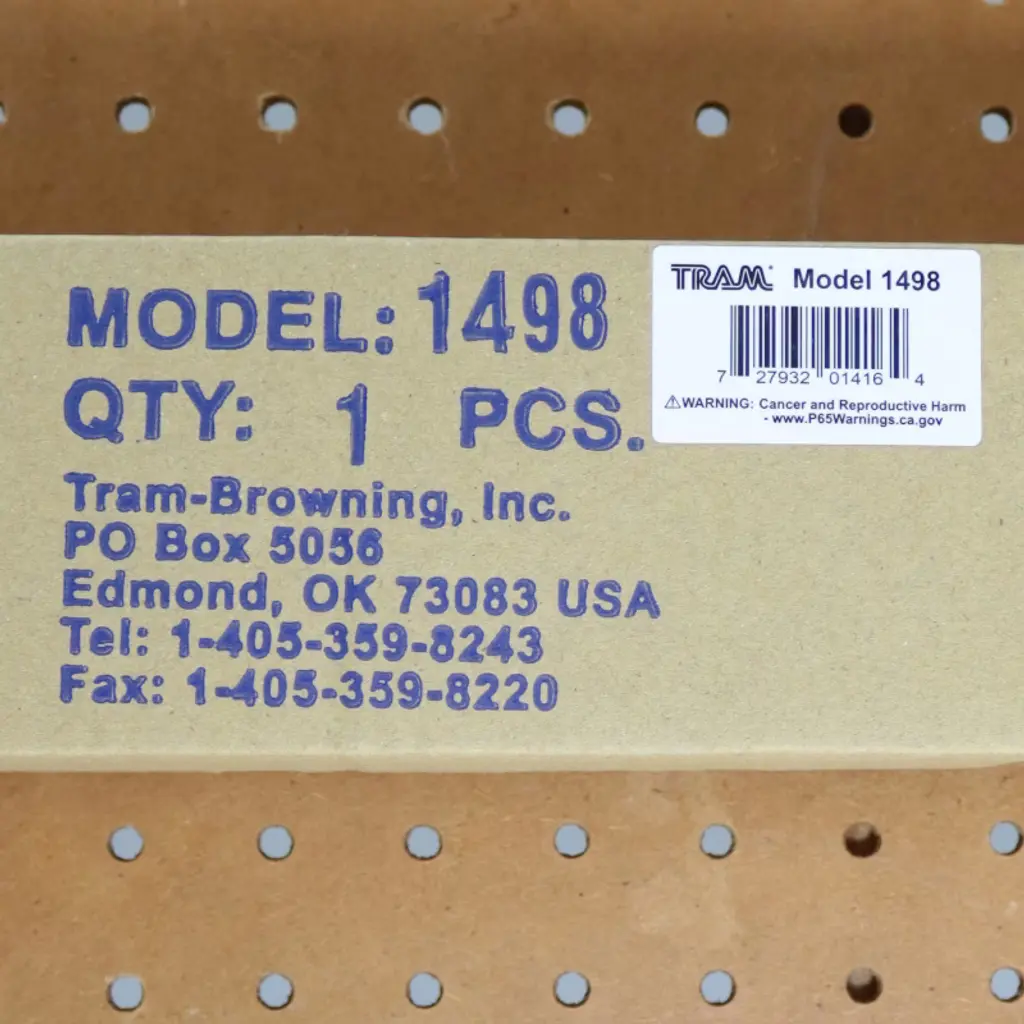 MODEL: 1498
QTY: 1 PCS.
Tram-Browning, Inc.
PO Box 5056
Edmond, OK 73083 USA
Tel: 1-405-359-8243
Fax: 1-405-359-8220
TRAM® Model 1498
7 27932 01416 4
⚠WARNING: Cancer and Reproductive Harm
- www.P65Warnings.ca.gov